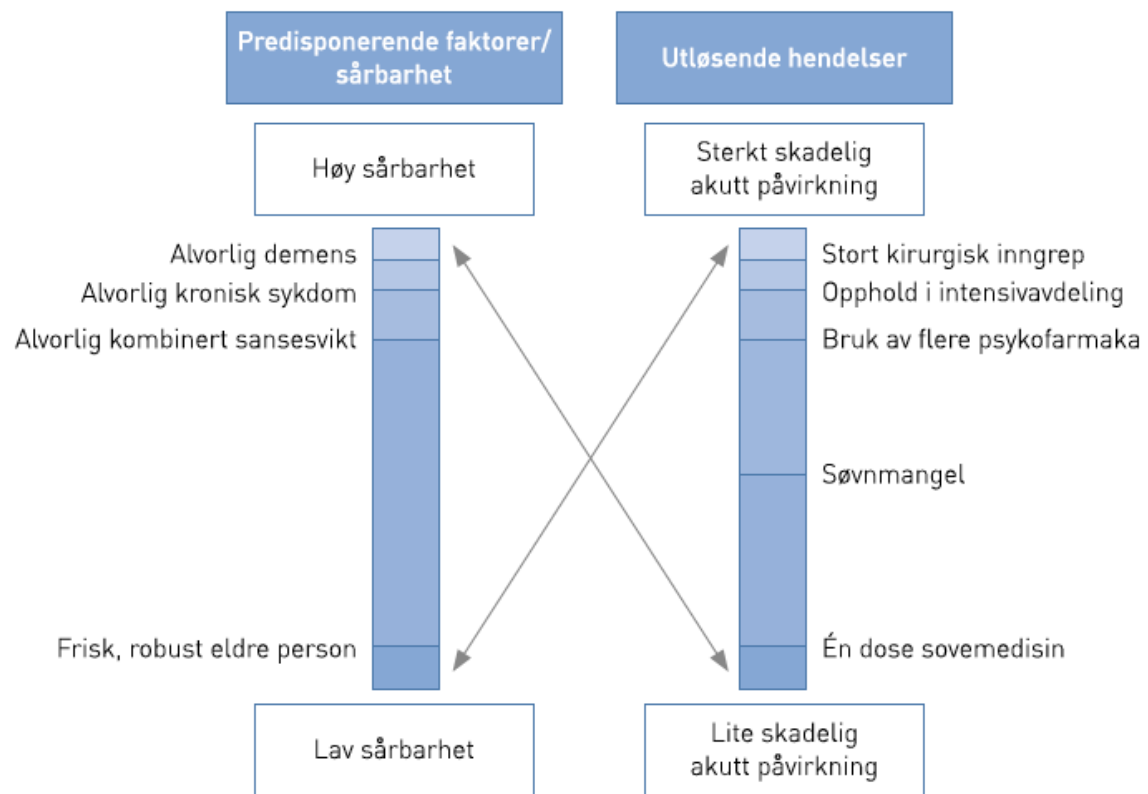 Predisponerende faktorer/
sårbarhet
Utløsende hendelser
Høy sårbarhet
Sterkt skadelig
akutt påvirkning
Alvorlig demens
Alvorlig kronisk sykdom
Alvorlig kombinert sansesvikt
Frisk, robust eldre person
Stort kirurgisk inngrep
Opphold i intensivavdeling
Bruk av flere psykofarmaka
Søvnmangel
Én dose sovemedisin
Lav sårbarhet
Lite skadelig
akutt påvirkning